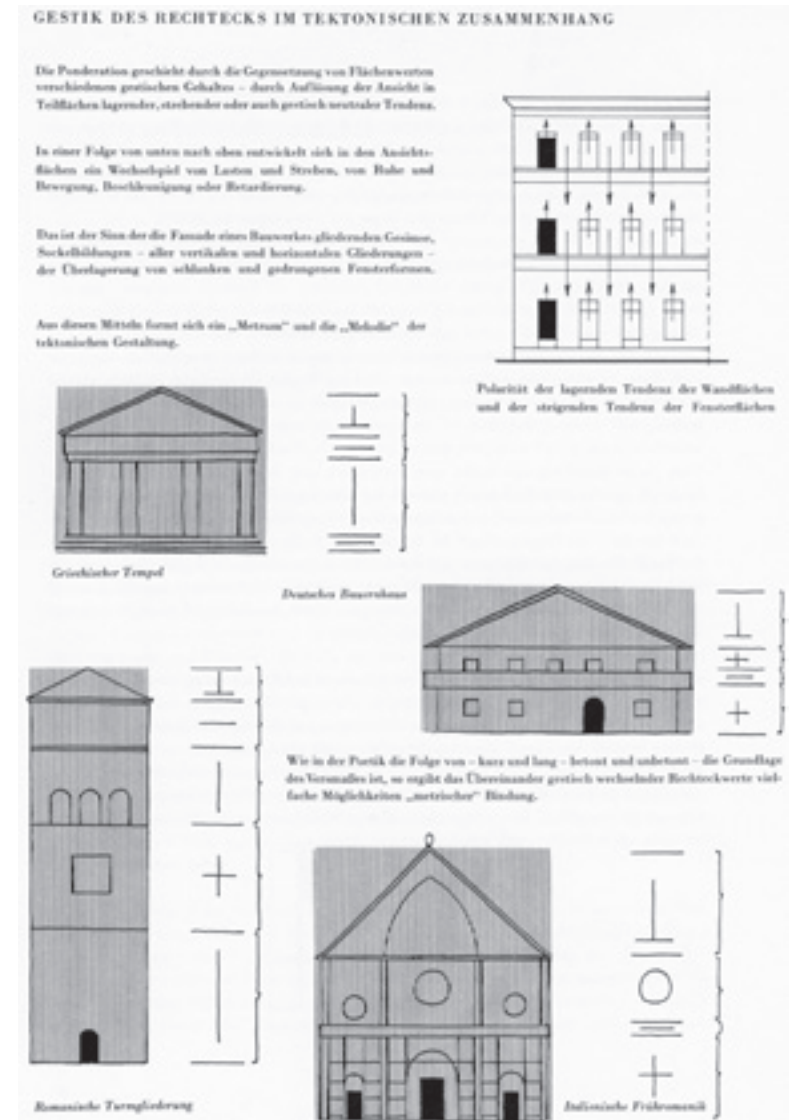 GESTIK DES RECHTECKS IM TEKTONISCHEN ZUSAMMENHANG
Die Ponderation geschieht durch die Gegensetzung von Flächenwerten
verschiedenen gestischen Gehaltes – durch Auflösung der Ansicht in
Teilflächen lagernder, strebender oder auch gestisch neutraler Tendenz.
In einer Folge von unten nach oben entwickelt sich in den Ansichts-
flächen ein Wechselspiel von Lasten und Streben, von Ruhe und
Bewegung, Beschleunigung oder Retardierung.
Das ist der Sinn der die Fassade eines Bauwerkes gliedernden Gesimse,
Sockelbildungen – aller vertikalen und horizontalen Gliederungen –
der Überlagerung von schlanken und gedrungenen Fensterformen.
Aus diesen Mitteln formt sich ein „Metrum" und die „Melodie" der
tektonischen Gestaltung.
Polarität der lagernden Tendenz der Wandflächen
und der steigenden Tendenz der Fensterflächen
Griechischer Tempel
Deutsches Bauernhaus
Wie in der Poetik die Folge von – kurz und lang – betont und unbetont – die Grundlage
des Versmaßes ist, so ergibt das Übereinander gestisch wechselnder Rechteckwerte viel-
fache Möglichkeiten „metrischer" Bindung.
Romanische Turmgliederung
Italienische Frühromanik